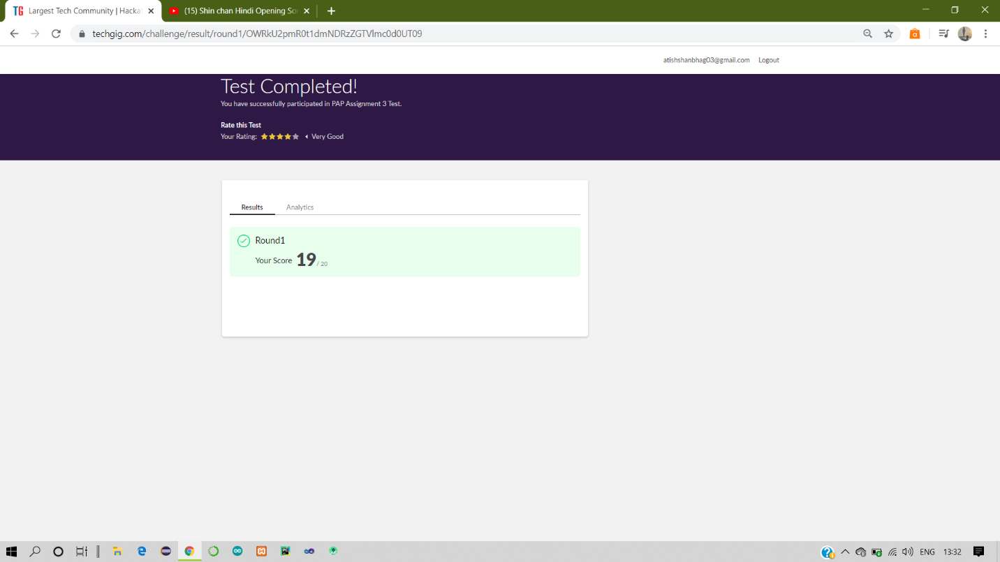 TG Largest Tech Community | Hacka
(15) Shin chan Hindi Opening So
techgig.com/challenge/result/round1/OWRkU2pmR0t1dmNDRzZGTVlmc0d0UT09
atishshanbhag03@gmail.com Logout
Test Completed!
You have successfully participated in PAP Assignment 3 Test.
Rate this Test
Your Rating: Very Good
Results Analytics
Round1
Your Score 19 / 20
ENG 13:32